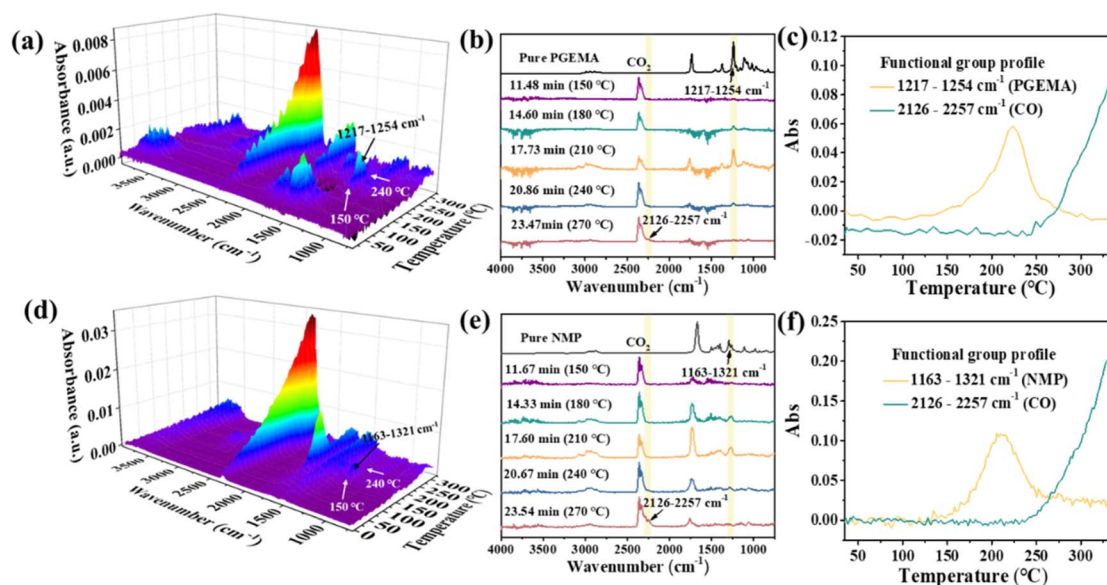 (a)
Absorbance (a.u.)
0.008
0.006
0.004
0.002
0.000
1217-1254 cm-1
240 °C
150 °C
3500
3000
2500
2000
1500
1000
Wavenumber (cm-1)
300
250
200
150
100
50
Temperature (°C)
(b)
Pure PGEMA
CO2
1217-1254 cm-1
11.48 min (150 °C)
14.60 min (180 °C)
17.73 min (210 °C)
20.86 min (240 °C)
23.47min (270 °C)
2126-2257 cm-1
4000 3500 3000 2500 2000 1500 1000
Wavenumber (cm-1)
(c)
Abs
0.12
0.10
0.08
0.06
0.04
0.02
0.00
-0.02
Functional group profile
1217 - 1254 cm-1 (PGEMA)
2126 - 2257 cm-1 (CO)
50 100 150 200 250 300
Temperature (°C)
(d)
Absorbance (a.u.)
0.03
0.02
0.01
0.00
1163-1321 cm-1
240 °C
150 °C
3500
3000
2500
2000
1500
1000
Wavenumber (cm-1)
300
250
200
150
100
50
0
Temperature (°C)
(e)
Pure NMP
CO2
1163-1321 cm-1
11.67 min (150 °C)
14.33 min (180 °C)
17.60 min (210 °C)
20.67 min (240 °C)
23.54 min (270 °C)
2126-2257 cm-1
4000 3500 3000 2500 2000 1500 1000
Wavenumber (cm-1)
(f)
Abs
0.25
0.20
0.15
0.10
0.05
0.00
Functional group profile
1163 - 1321 cm-1 (NMP)
2126 - 2257 cm-1 (CO)
50 100 150 200 250 300
Temperature (°C)